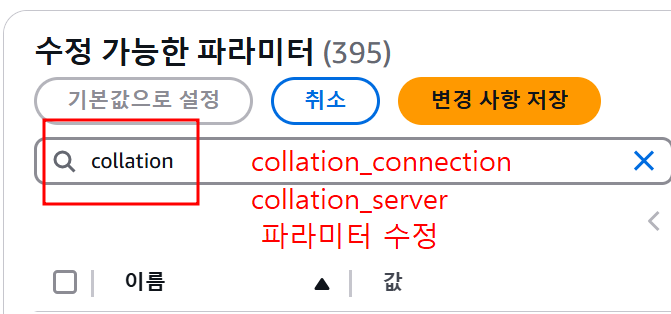 수정 가능한 파라미터 (395)
기본값으로 설정 취소 변경 사항 저장
collation collation_connection
collation_server
파라미터 수정
이름 값